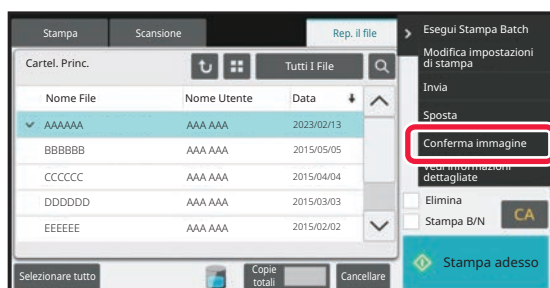 Stampa
Scansione
Rep. il file
Cartel. Princ.
Tutti I File
Nome File
Nome Utente
Data
AAAAAA
AAA AAA
2023/02/13
BBBBBB
AAA AAA
2015/05/05
CCCCCC
AAA AAA
2015/04/04
DDDDDD
AAA AAA
2015/03/03
EEEEEE
AAA AAA
2015/02/02
Selezionare tutto
Copie
totali
Cancellare
Esegui Stampa Batch
Modifica impostazioni
di stampa
Invia
Sposta
Conferma immagine
Vedi informazioni
dettagliate
Elimina
Stampa B/N
CA
Stampa adesso